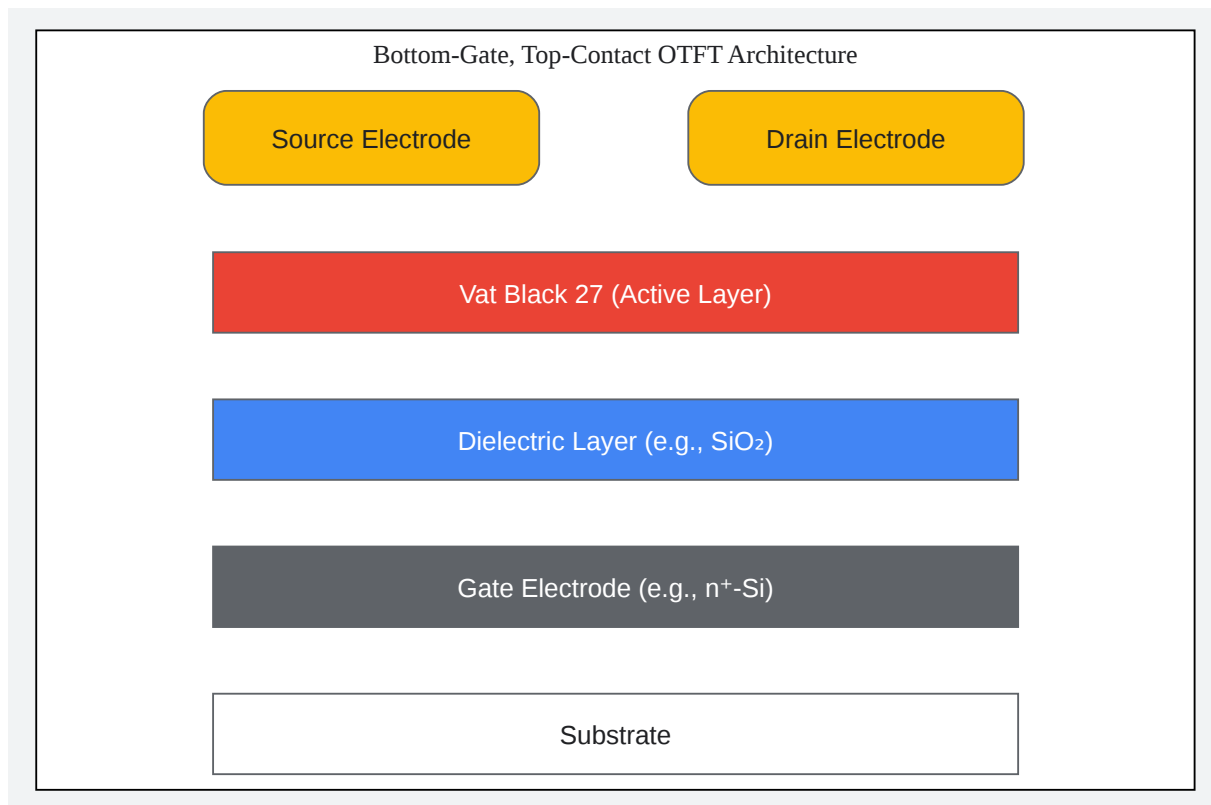 Bottom-Gate, Top-Contact OTFT Architecture
Source Electrode
Drain Electrode
Vat Black 27 (Active Layer)
Dielectric Layer (e.g., SiO₂)
Gate Electrode (e.g., n⁺-Si)
Substrate